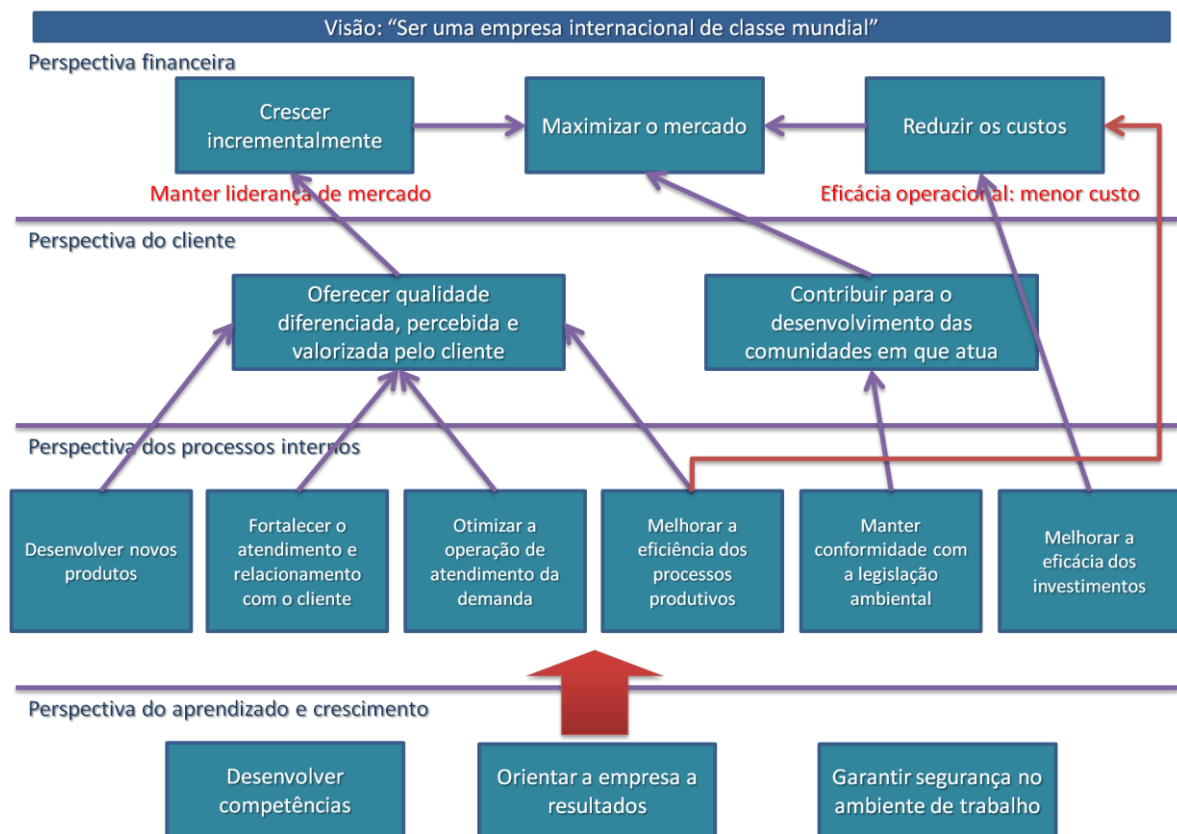 Visão: “Ser uma empresa internacional de classe mundial”
Perspectiva financeira
Crescer
incrementalmente
Maximizar o mercado
Reduzir os custos
Manter liderança de mercado
Eficácia operacional: menor custo
Perspectiva do cliente
Oferecer qualidade
diferenciada, percebida e
valorizada pelo cliente
Contribuir para o
desenvolvimento das
comunidades em que atua
Perspectiva dos processos internos
Desenvolver novos
produtos
Fortalecer o
atendimento e
relacionamento
com o cliente
Otimizar a
operação de
atendimento da
demanda
Melhorar a
eficiência dos
processos
produtivos
Manter
conformidade com
a legislação
ambiental
Melhorar a
eficácia dos
investimentos
Perspectiva do aprendizado e crescimento
Desenvolver
competências
Orientar a empresa a
resultados
Garantir segurança no
ambiente de trabalho